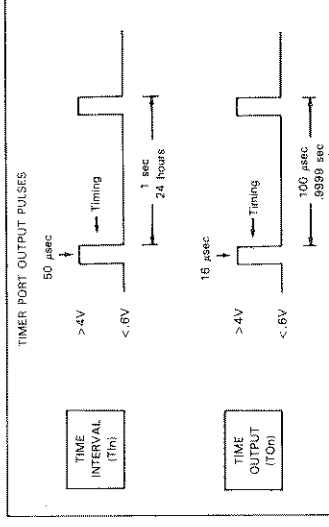 TIMER PORT OUTPUT PULSES
TIME
INTERVAL
(TIn)
>4V
<.6V
50 µsec
Timing
1 sec
24 hours
TIME
OUTPUT
(TOn)
>4V
<.6V
15 µsec
Timing
100 µsec
.9999 sec